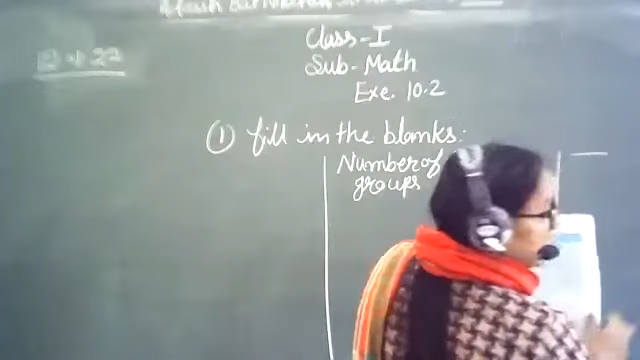 Class-I
Sub-Math
Exe. 10.2
① fill in the blanks:
Number of
groups